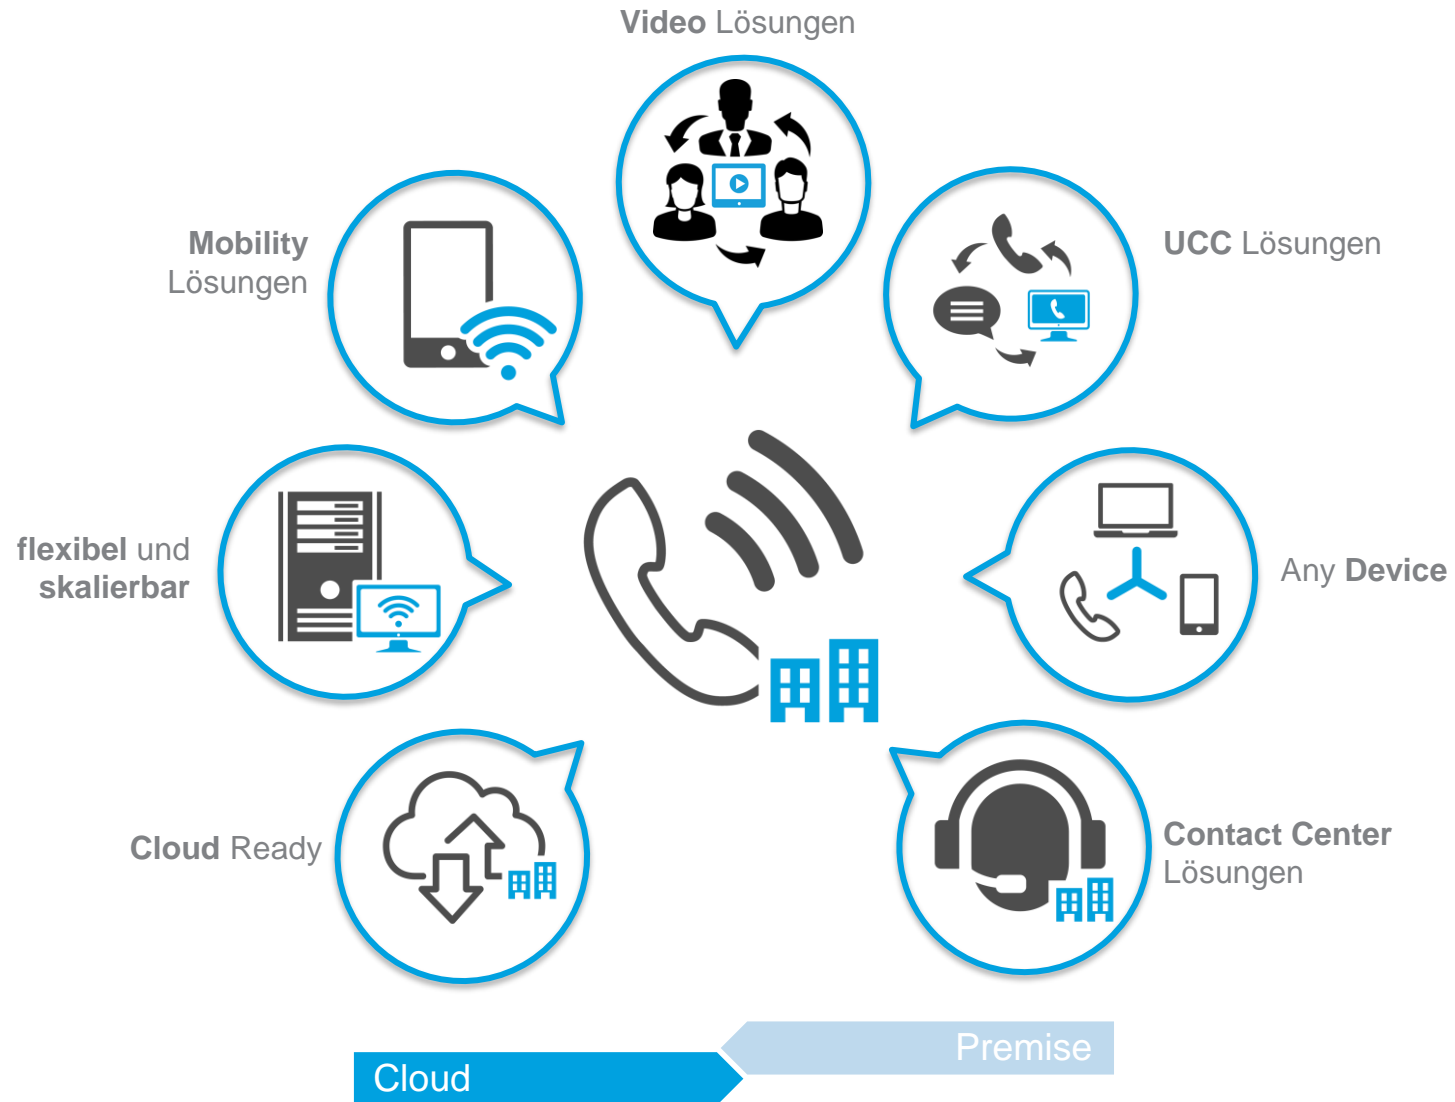 Video Lösungen
Mobility
Lösungen
UCC Lösungen
flexibel und
skalierbar
Any Device
Cloud Ready
Contact Center
Lösungen
Premise
Cloud